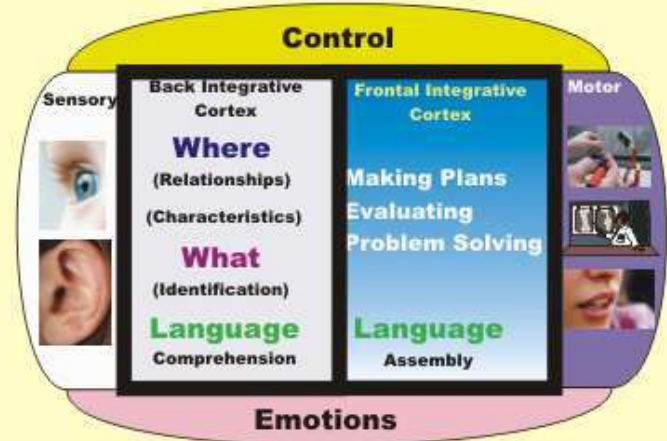 Control
Sensory
Back Integrative
Cortex
Where
(Relationships)
(Characteristics)
What
(Identification)
Language
Comprehension
Frontal Integrative
Cortex
Making Plans
Evaluating
Problem Solving
Language
Assembly
Motor
Emotions